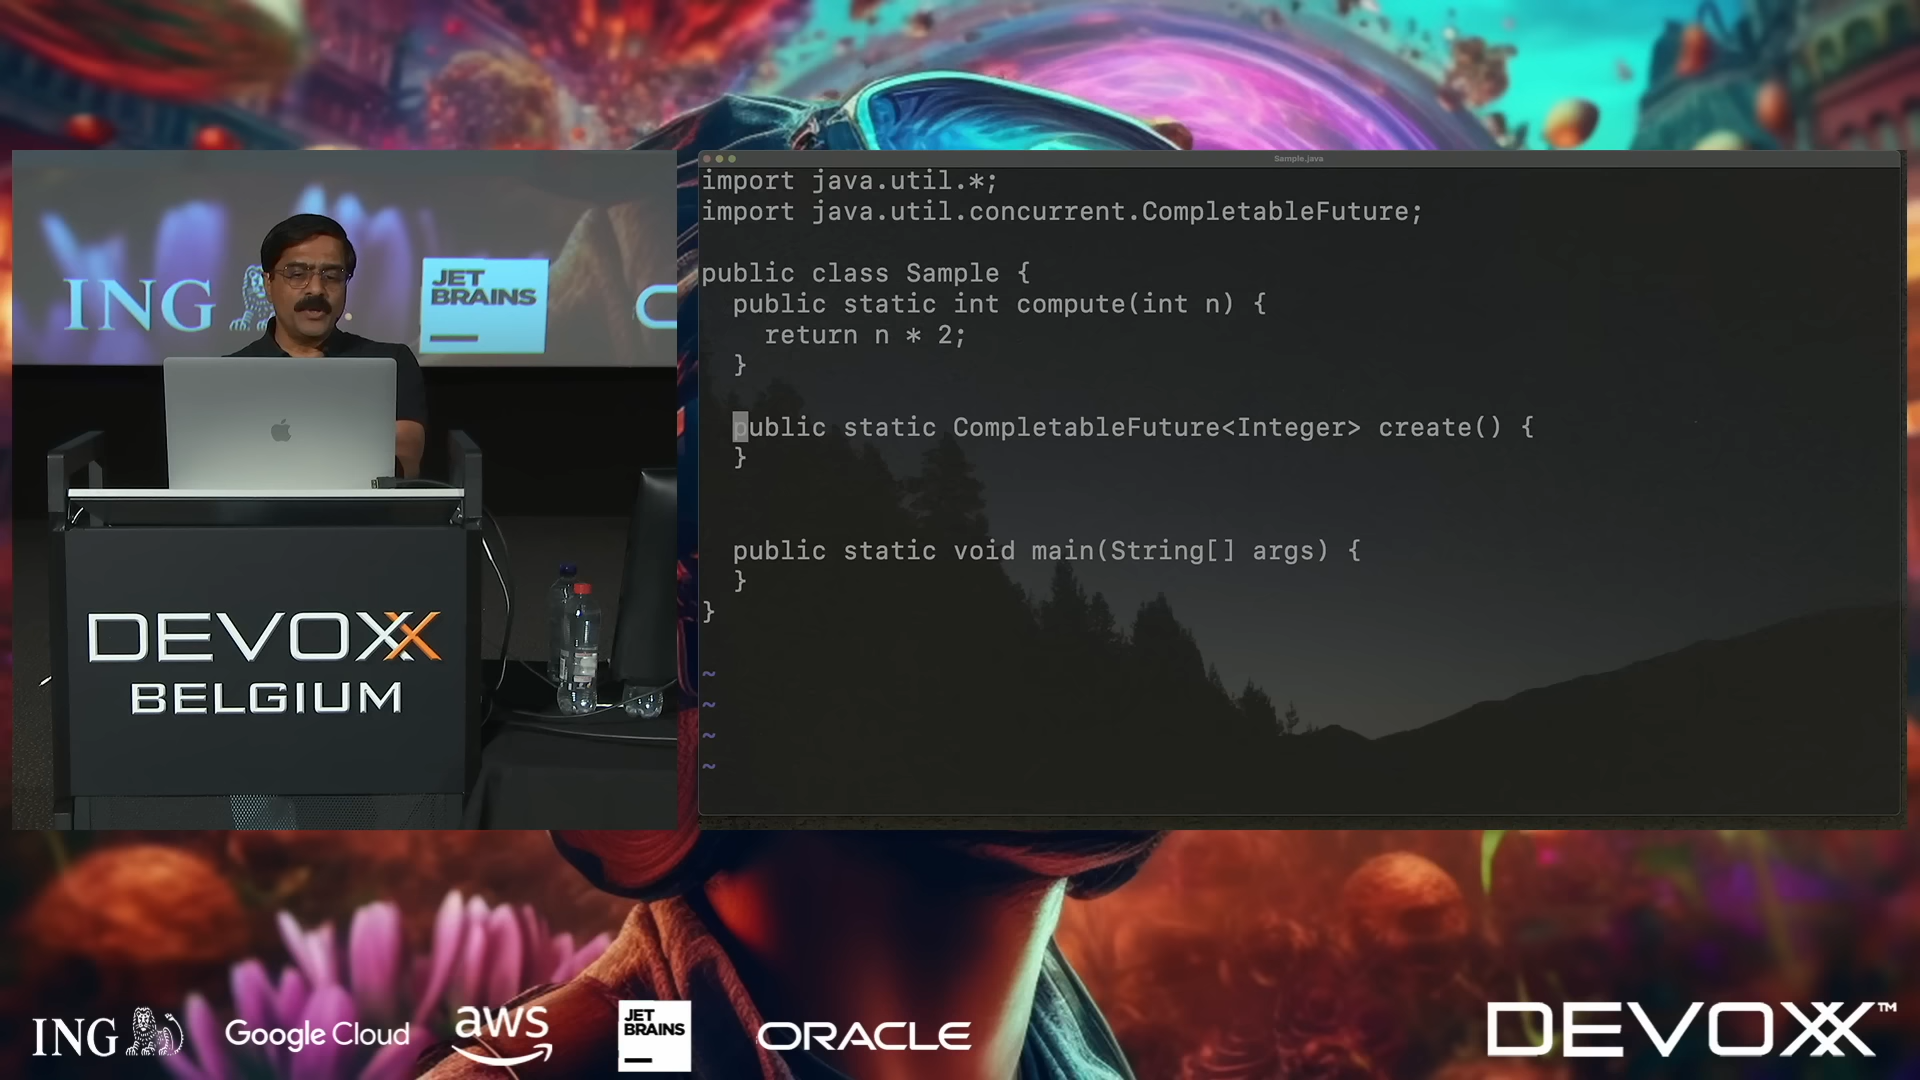 ING
JET
BRAINS
DEVOXX
BELGIUM
Sample.java
import java.util.*;
import java.util.concurrent.CompletableFuture;
public class Sample {
public static int compute(int n) {
return n * 2;
}
public static CompletableFuture<Integer> create() {
}
public static void main(String[] args) {
}
}
~
~
~
~
ING
Google Cloud
aws
JET
BRAINS
ORACLE
DEVOXX™